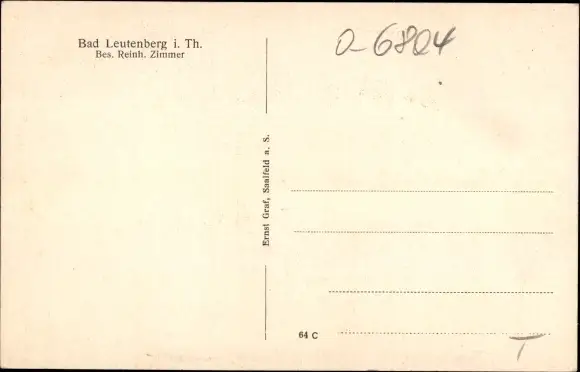 Bad Leutenberg i. Th.
Bes. Reinh. Zimmer
O-6804
Ernst Graf, Saalfeld a. S.
64 C
T